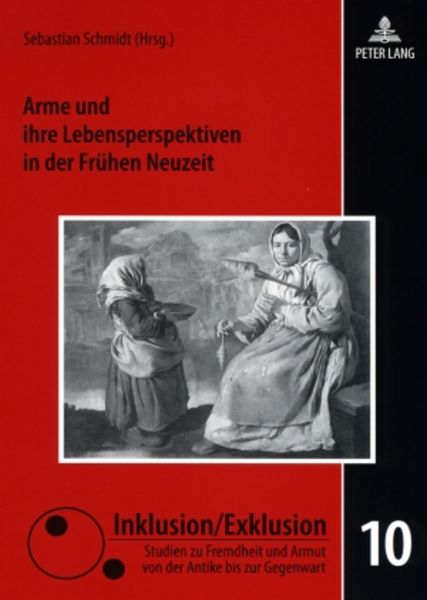 Sebastian Schmidt (Hrsg.)
PETER LANG
Arme und
ihre Lebensperspektiven
in der Frühen Neuzeit
Inklusion/Exklusion
Studien zu Fremdheit und Armut
von der Antike bis zur Gegenwart
10